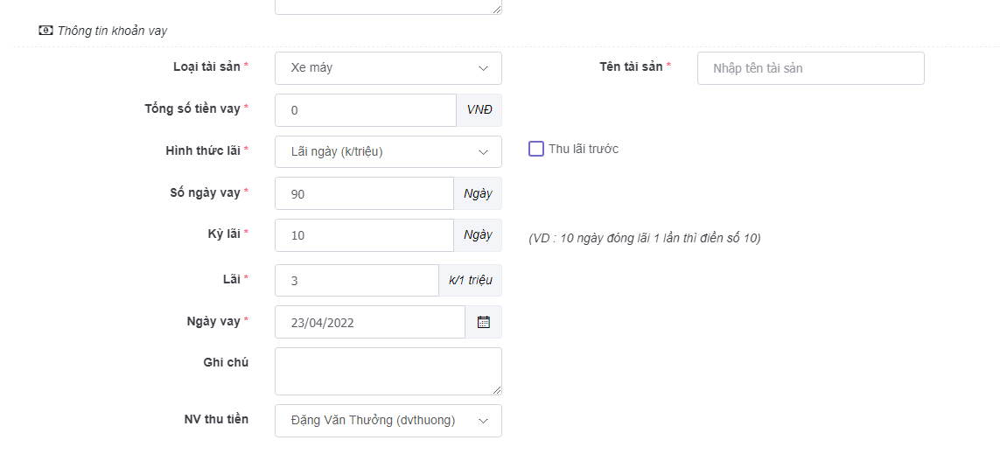 Thông tin khoản vay
Loại tài sản * Xe máy Tên tài sản * Nhập tên tài sản
Tổng số tiền vay * 0 VNĐ
Hình thức lãi * Lãi ngày (k/triệu) Thu lãi trước
Số ngày vay * 90 Ngày
Kỳ lãi * 10 Ngày (VD : 10 ngày đóng lãi 1 lần thì điền số 10)
Lãi * 3 k/1 triệu
Ngày vay * 23/04/2022
Ghi chú
NV thu tiền Đặng Văn Thưởng (dvthuong)